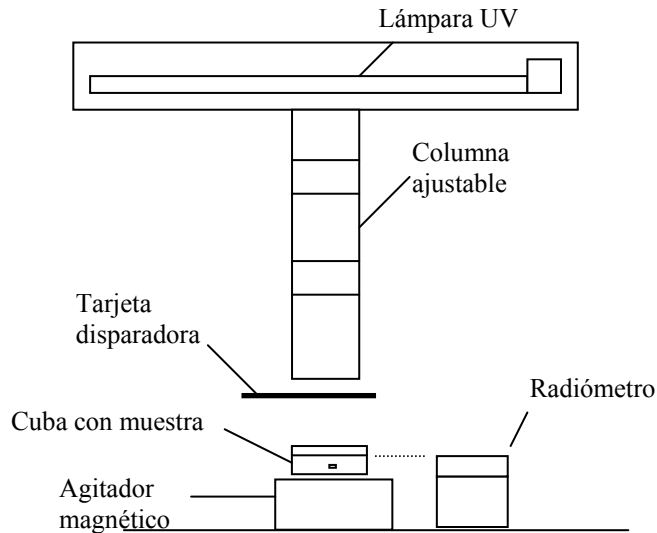 Lámpara UV
Columna
ajustable
Tarjeta
disparadora
Radiómetro
Cuba con muestra
Agitador
magnético